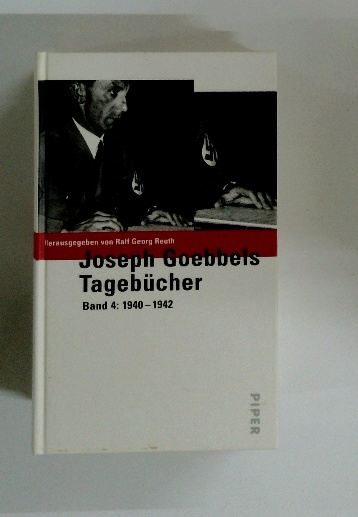 Herausgegeben von Ralf Georg Reuth
Joseph Goebbels
Tagebücher
Band 4: 1940–1942
PIPER